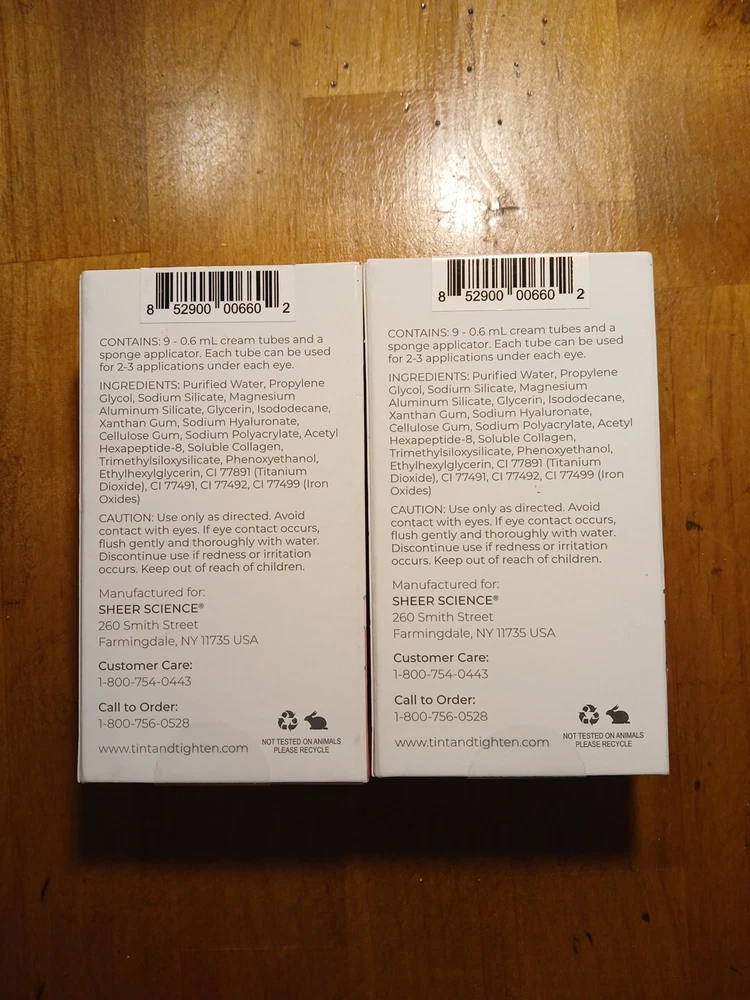 8 52900 00660 2
CONTAINS: 9 - 0.6 mL cream tubes and a
sponge applicator. Each tube can be used
for 2-3 applications under each eye.
INGREDIENTS: Purified Water, Propylene
Glycol, Sodium Silicate, Magnesium
Aluminum Silicate, Glycerin, Isododecane,
Xanthan Gum, Sodium Hyaluronate,
Cellulose Gum, Sodium Polyacrylate, Acetyl
Hexapeptide-8, Soluble Collagen,
Trimethylsiloxysilicate, Phenoxyethanol,
Ethylhexylglycerin, CI 77891 (Titanium
Dioxide), CI 77491, CI 77492, CI 77499 (Iron
Oxides)
CAUTION: Use only as directed. Avoid
contact with eyes. If eye contact occurs,
flush gently and thoroughly with water.
Discontinue use if redness or irritation
occurs. Keep out of reach of children.
Manufactured for:
SHEER SCIENCE®
260 Smith Street
Farmingdale, NY 11735 USA
Customer Care:
1-800-754-0443
Call to Order:
1-800-756-0528
www.tintandtighten.com
NOT TESTED ON ANIMALS
PLEASE RECYCLE
8 52900 00660 2
CONTAINS: 9 - 0.6 mL cream tubes and a
sponge applicator. Each tube can be used
for 2-3 applications under each eye.
INGREDIENTS: Purified Water, Propylene
Glycol, Sodium Silicate, Magnesium
Aluminum Silicate, Glycerin, Isododecane,
Xanthan Gum, Sodium Hyaluronate,
Cellulose Gum, Sodium Polyacrylate, Acetyl
Hexapeptide-8, Soluble Collagen,
Trimethylsiloxysilicate, Phenoxyethanol,
Ethylhexylglycerin, CI 77891 (Titanium
Dioxide), CI 77491, CI 77492, CI 77499 (Iron
Oxides)
CAUTION: Use only as directed. Avoid
contact with eyes. If eye contact occurs,
flush gently and thoroughly with water.
Discontinue use if redness or irritation
occurs. Keep out of reach of children.
Manufactured for:
SHEER SCIENCE®
260 Smith Street
Farmingdale, NY 11735 USA
Customer Care:
1-800-754-0443
Call to Order:
1-800-756-0528
www.tintandtighten.com
NOT TESTED ON ANIMALS
PLEASE RECYCLE